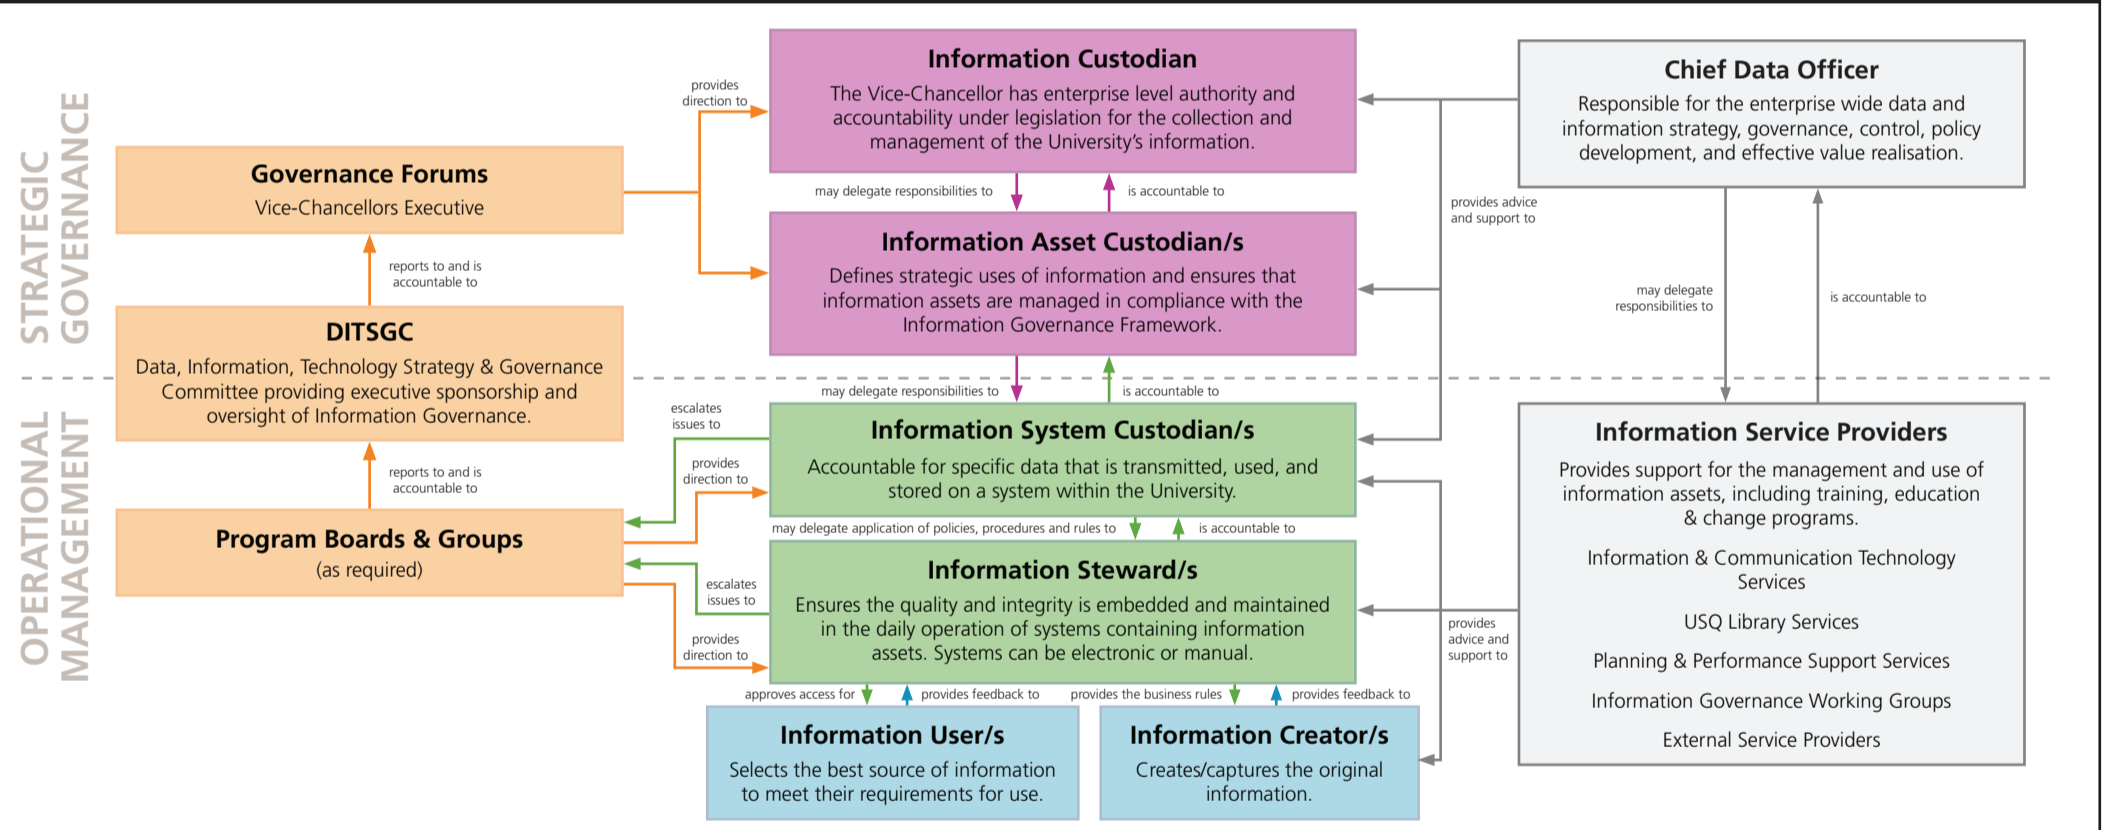 STRATEGIC
GOVERNANCE
OPERATIONAL
MANAGEMENT
Governance Forums
Vice-Chancellors Executive
reports to and is
accountable to
DITSGC
Data, Information, Technology Strategy & Governance
Committee providing executive sponsorship and
oversight of Information Governance.
reports to and is
accountable to
Program Boards & Groups
(as required)
provides
direction to
escalates
issues to
provides
direction to
escalates
issues to
provides
direction to
Information Custodian
The Vice-Chancellor has enterprise level authority and
accountability under legislation for the collection and
management of the University's information.
may delegate responsibilities to
is accountable to
Information Asset Custodian/s
Defines strategic uses of information and ensures that
information assets are managed in compliance with the
Information Governance Framework.
may delegate responsibilities to
is accountable to
Information System Custodian/s
Accountable for specific data that is transmitted, used, and
stored on a system within the University.
may delegate application of policies, procedures and rules to
is accountable to
Information Steward/s
Ensures the quality and integrity is embedded and maintained
in the daily operation of systems containing information
assets. Systems can be electronic or manual.
approves access for
provides feedback to
provides the business rules
provides feedback to
Information User/s
Selects the best source of information
to meet their requirements for use.
Information Creator/s
Creates/captures the original
information.
provides advice
and support to
provides
advice and
support to
Chief Data Officer
Responsible for the enterprise wide data and
information strategy, governance, control, policy
development, and effective value realisation.
may delegate
responsibilities to
is accountable to
Information Service Providers
Provides support for the management and use of
information assets, including training, education
& change programs.
Information & Communication Technology
Services
USQ Library Services
Planning & Performance Support Services
Information Governance Working Groups
External Service Providers